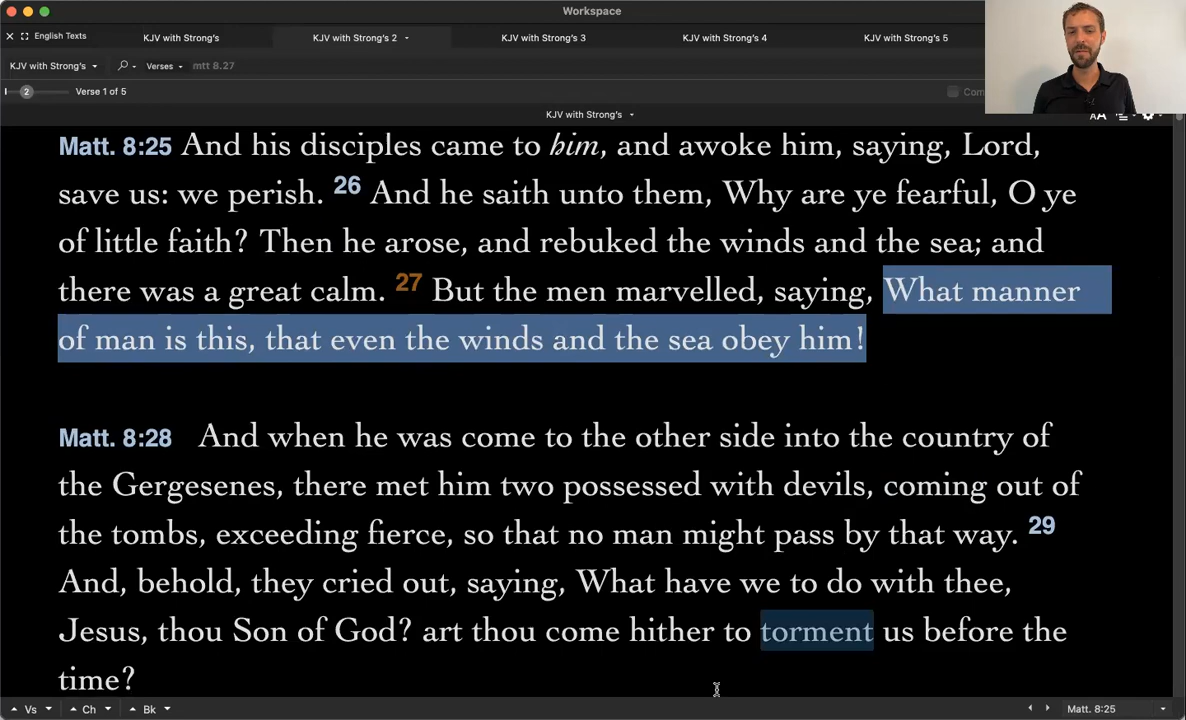 Workspace
English Texts KJV with Strong's KJV with Strong's 2 KJV with Strong's 3 KJV with Strong's 4 KJV with Strong's 5
KJV with Strong's Verses mtt 8.27
2 Verse 1 of 5 Com
KJV with Strong's AA
Matt. 8:25 And his disciples came to him, and awoke him, saying, Lord,
save us: we perish. 26 And he saith unto them, Why are ye fearful, O ye
of little faith? Then he arose, and rebuked the winds and the sea; and
there was a great calm. 27 But the men marvelled, saying, What manner
of man is this, that even the winds and the sea obey him!
Matt. 8:28 And when he was come to the other side into the country of
the Gergesenes, there met him two possessed with devils, coming out of
the tombs, exceeding fierce, so that no man might pass by that way. 29
And, behold, they cried out, saying, What have we to do with thee,
Jesus, thou Son of God? art thou come hither to torment us before the
time?
Vs Ch Bk Matt. 8:25